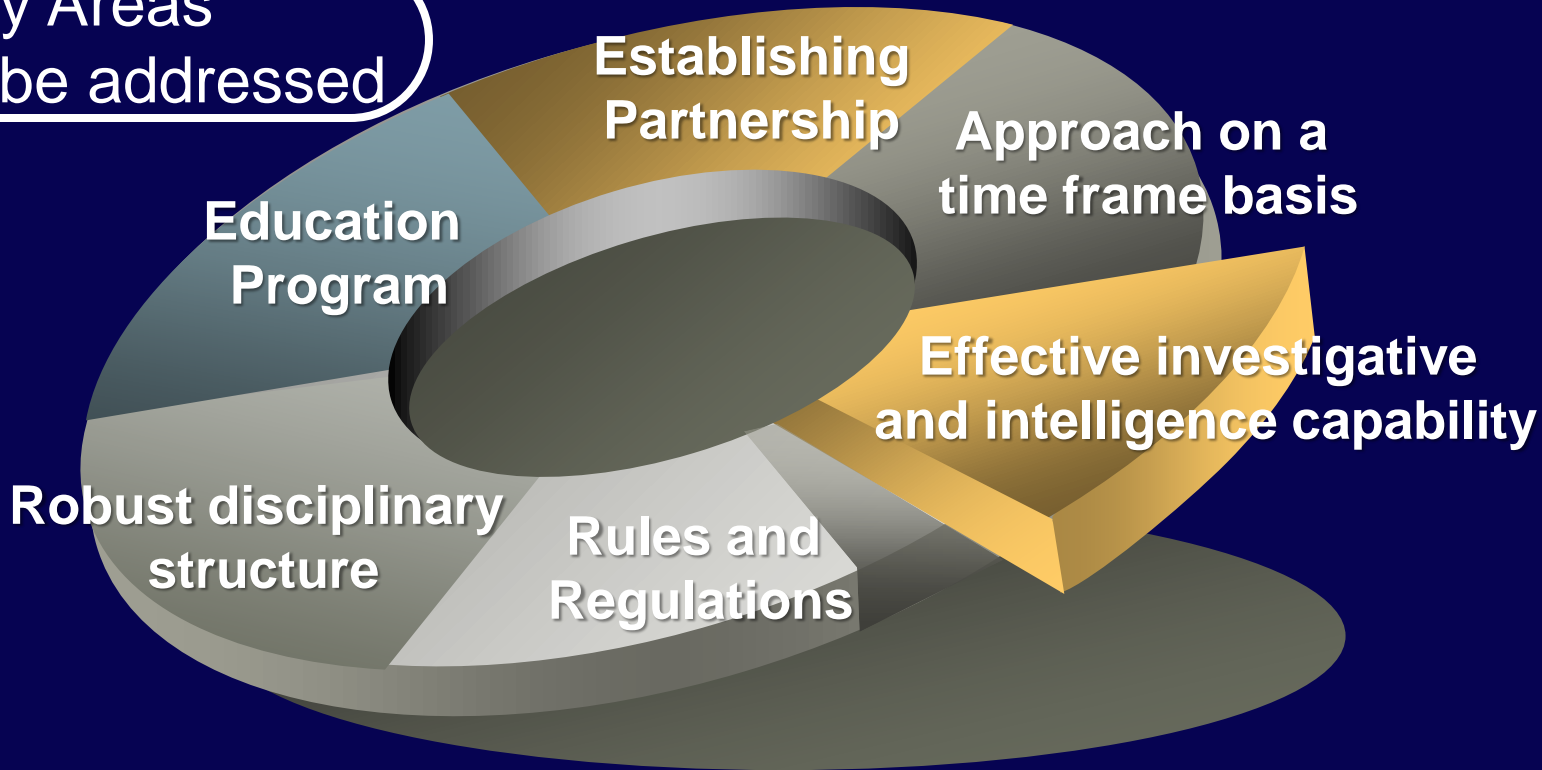 y Areas
be addressed
Establishing
Partnership
Approach on a
time frame basis
Education
Program
Effective investigative
and intelligence capability
Robust disciplinary
structure
Rules and
Regulations